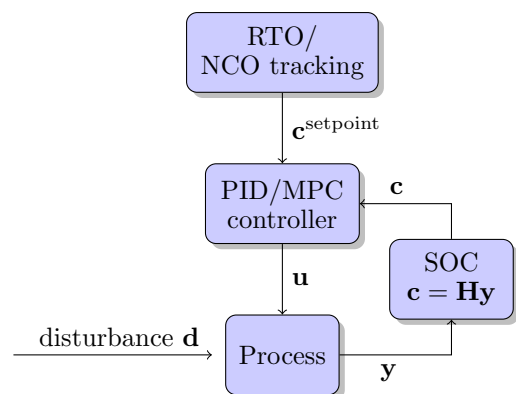 RTO/
NCO tracking
c^setpoint
PID/MPC
controller
c
SOC
c = Hy
u
disturbance d
Process
y